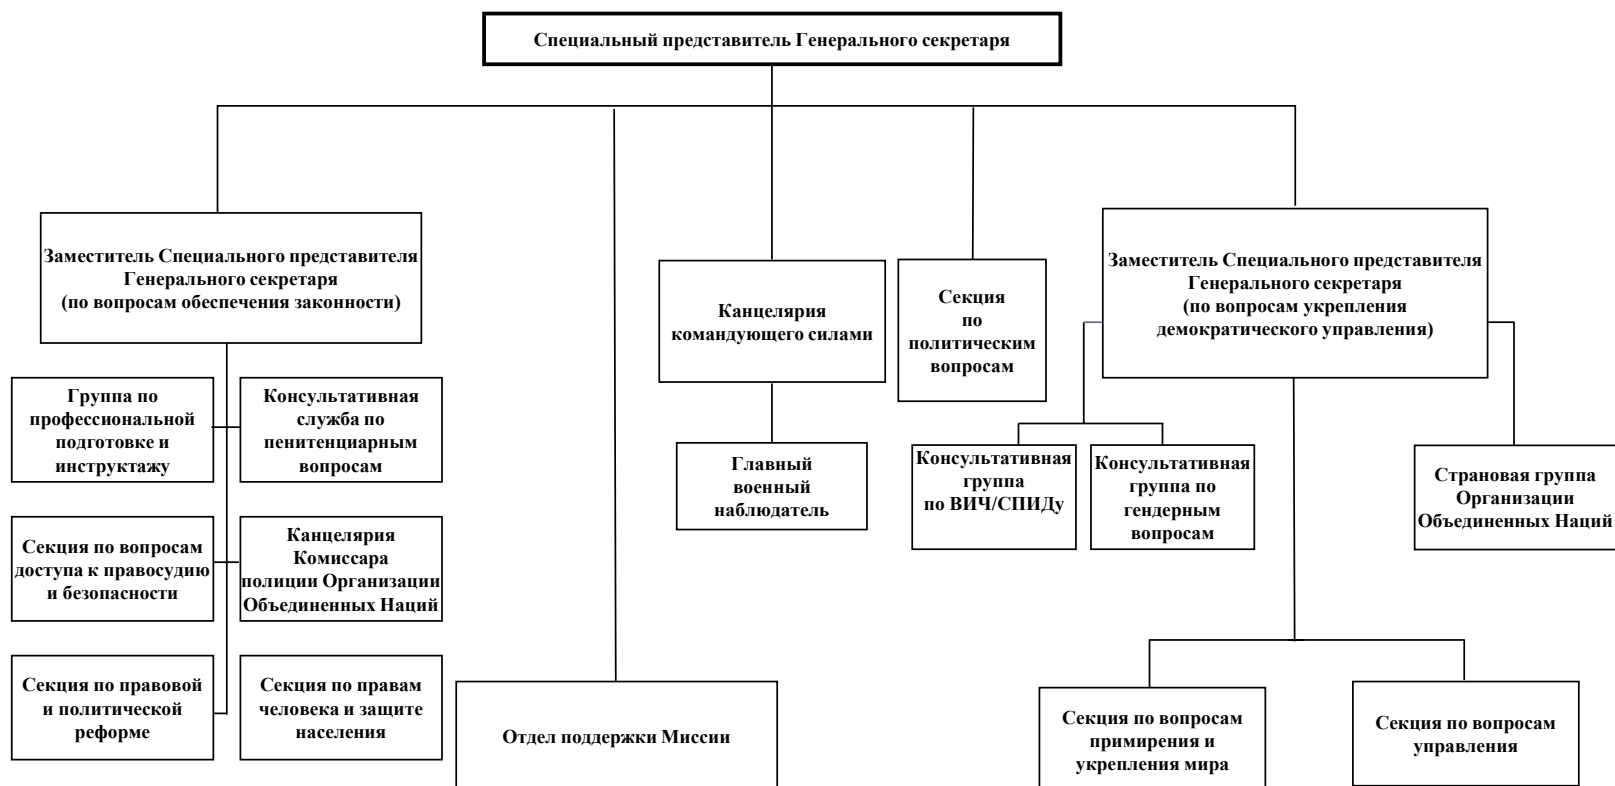 Специальный представитель Генерального секретаря
Заместитель Специального представителя
Генерального секретаря
(по вопросам обеспечения законности)
Группа по
профессиональной
подготовке и
инструктажу
Консультативная
служба по
пенитенциарным
вопросам
Секция по вопросам
доступа к правосудию
и безопасности
Канцелярия
Комиссара
полиции Организации
Объединенных Наций
Секция по правовой
и политической
реформе
Секция по правам
человека и защите
населения
Отдел поддержки Миссии
Канцелярия
командующего силами
Главный
военный
наблюдатель
Секция
по
политическим
вопросам
Заместитель Специального представителя
Генерального секретаря
(по вопросам укрепления
демократического управления)
Консультативная
группа
по ВИЧ/СПИДу
Консультативная
группа по
гендерным
вопросам
Страновая группа
Организации
Объединенных Наций
Секция по вопросам
примирения и
укрепления мира
Секция по вопросам
управления